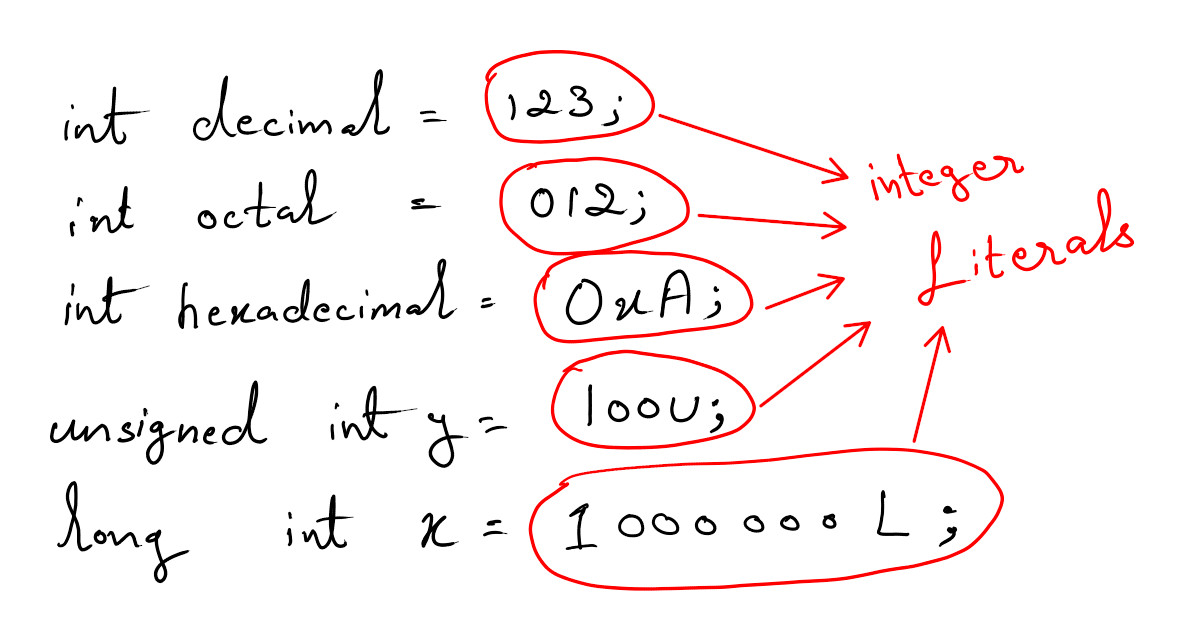 int decimal = 123;
int octal = 012;
int hexadecimal = 0xA;
unsigned int y = 100U;
long int x = 1000000L;
integer
Literals